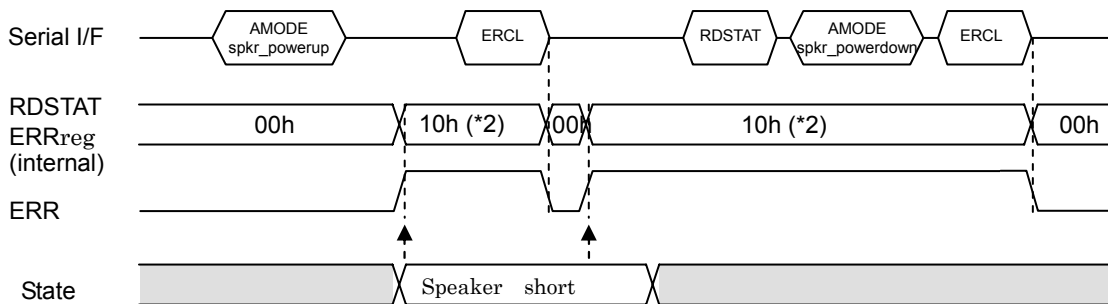 Serial I/F
AMODE
spkr_powerup
ERCL
RDSTAT
AMODE
spkr_powerdown
ERCL
RDSTAT
ERRreg
(internal)
00h
10h (*2)
00h
10h (*2)
00h
ERR
State
Speaker short